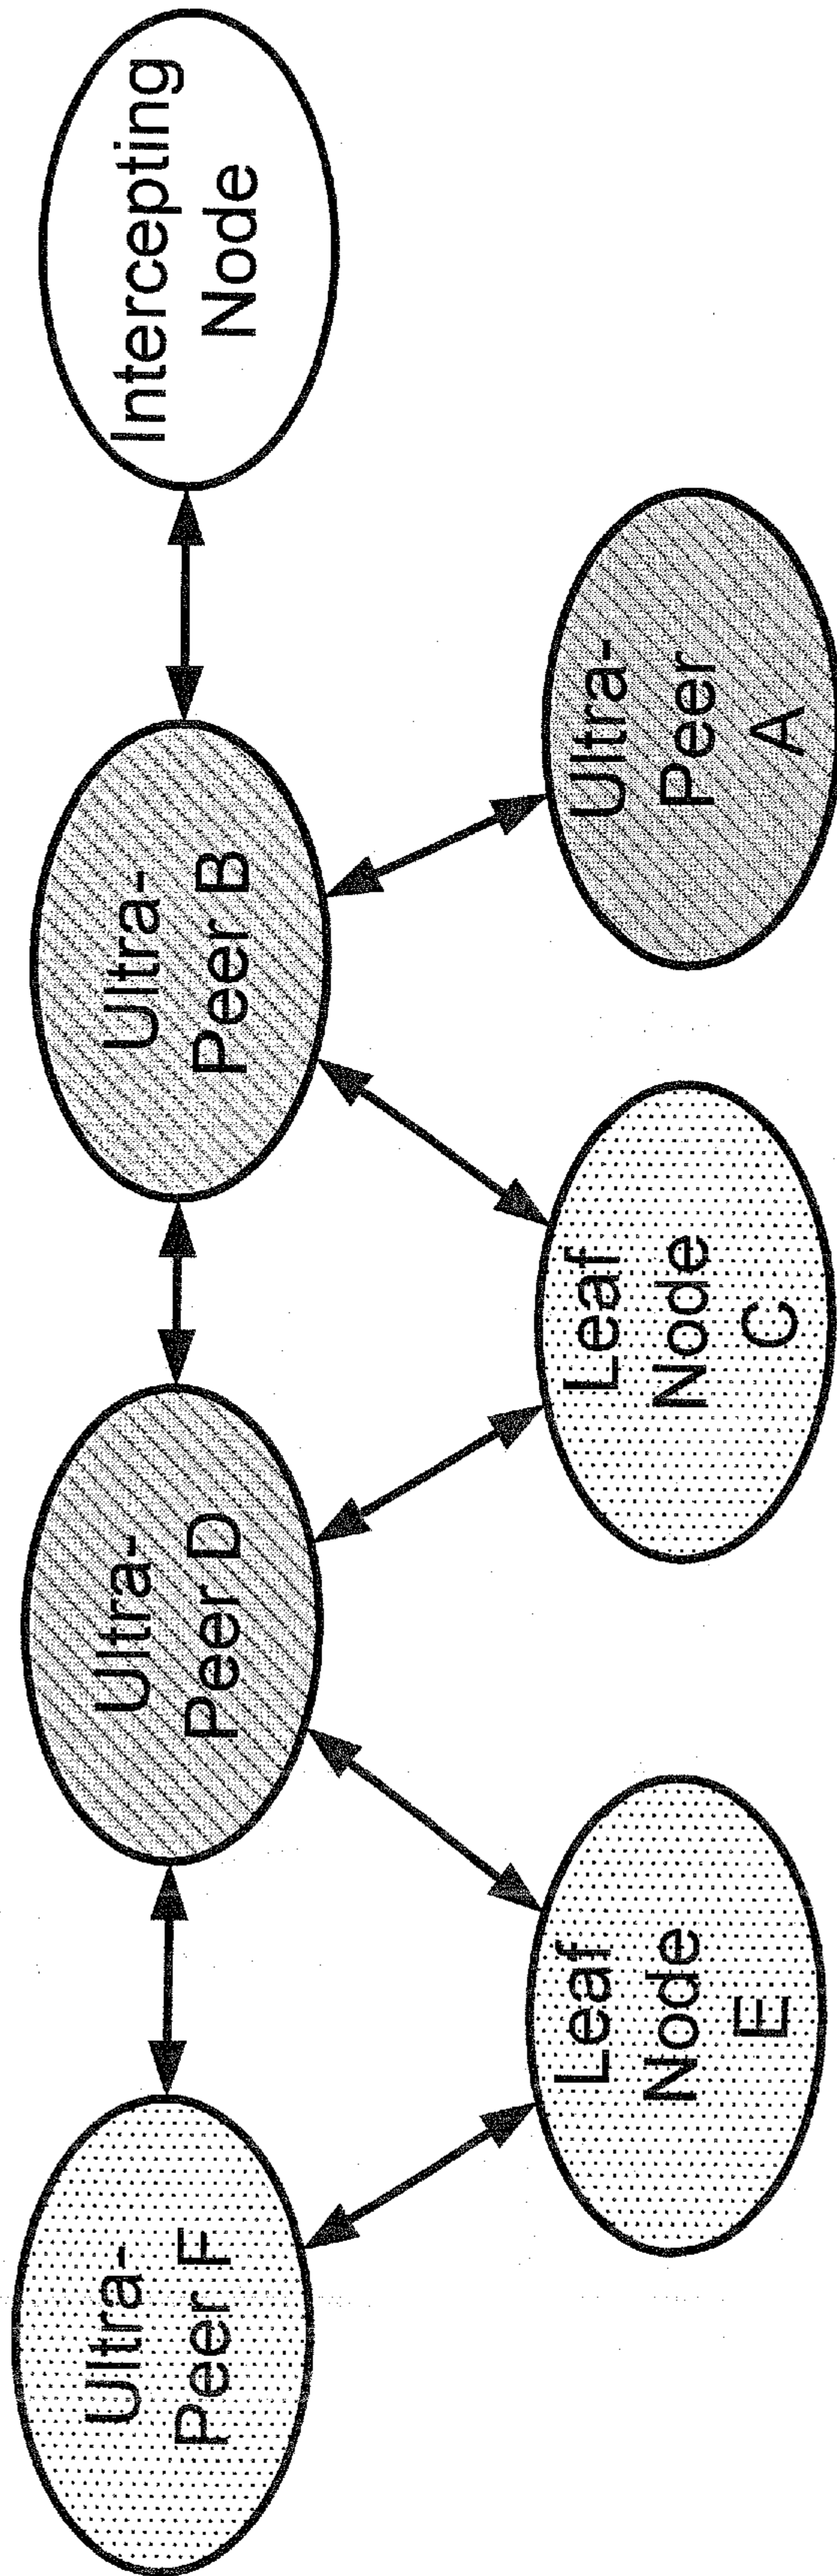 Ultra-
Peer F
Ultra-
Peer D
Ultra-
Peer B
Intercepting
Node
Leaf
Node
E
Leaf
Node
C
Ultra-
Peer
A